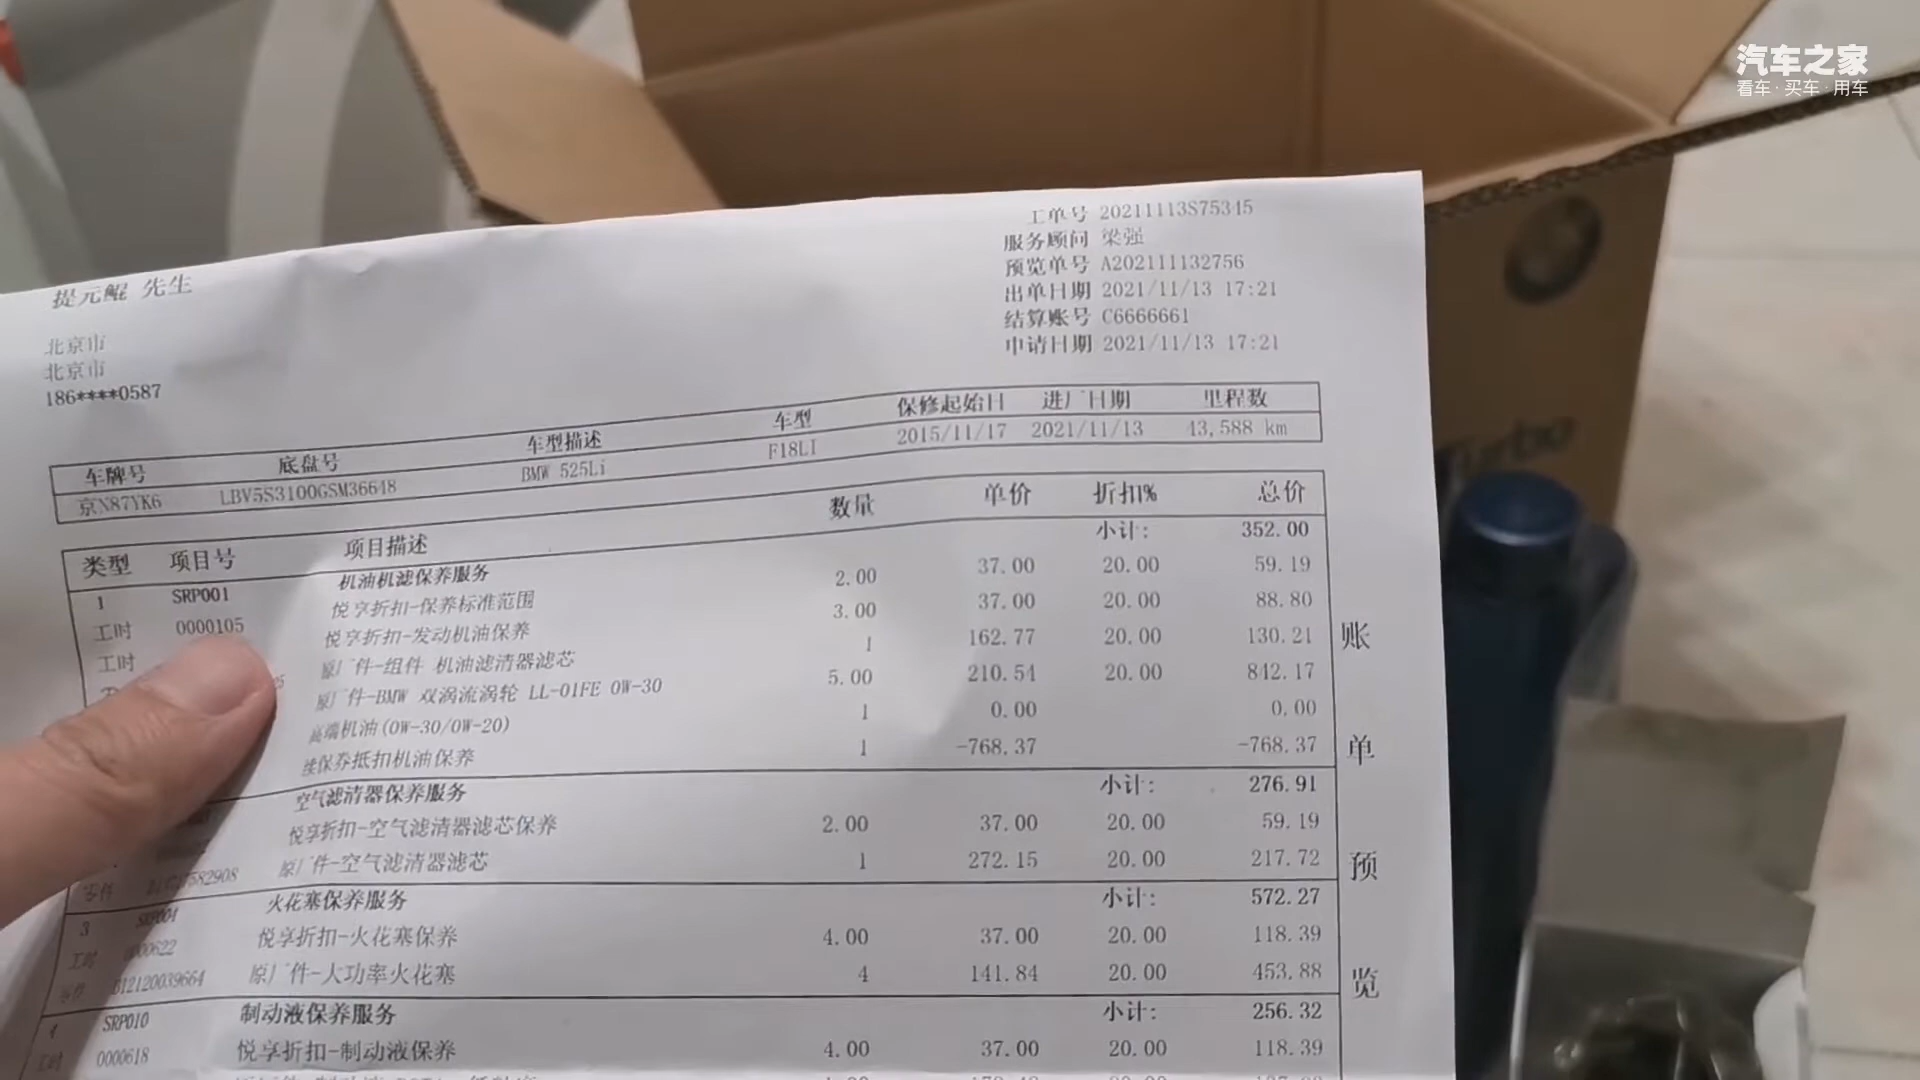 汽车之家
看车·买车·用车
工单号 20211113S75345
服务顾问 梁强
预览单号 A202111132756
出单日期 2021/11/13 17:21
结算账号 C6666661
申请日期 2021/11/13 17:21
提元鲲 先生
北京市
北京市
186****0587
车牌号 底盘号 车型描述 车型 保修起始日 进厂日期 里程数
京N87YK6 LBV5S3100GSM36648 BMW 525Li F18LI 2015/11/17 2021/11/13 43,588 km
类型 项目号 项目描述 数量 单价 折扣% 总价
1 SRP001 机油机滤保养服务 小计: 352.00
工时 0000105 悦享折扣-保养标准范围 2.00 37.00 20.00 59.19
工时 悦享折扣-发动机油保养 3.00 37.00 20.00 88.80
原厂件-组件 机油滤清器滤芯 1 162.77 20.00 130.21
原厂件-BMW 双涡流涡轮 LL-01FE 0W-30 5.00 210.54 20.00 842.17
高端机油(0W-30/0W-20) 1 0.00 0.00
续保券抵扣机油保养 1 -768.37 -768.37
空气滤清器保养服务 小计: 276.91
悦享折扣-空气滤清器滤芯保养 2.00 37.00 20.00 59.19
零件 原厂件-空气滤清器滤芯 1 272.15 20.00 217.72
3 SRP004 火花塞保养服务 小计: 572.27
工时 0000622 悦享折扣-火花塞保养 4.00 37.00 20.00 118.39
零件 B12120039664 原厂件-大功率火花塞 4 141.84 20.00 453.88
4 SRP010 制动液保养服务 小计: 256.32
工时 0000618 悦享折扣-制动液保养 4.00 37.00 20.00 118.39
账单预览
Turbo